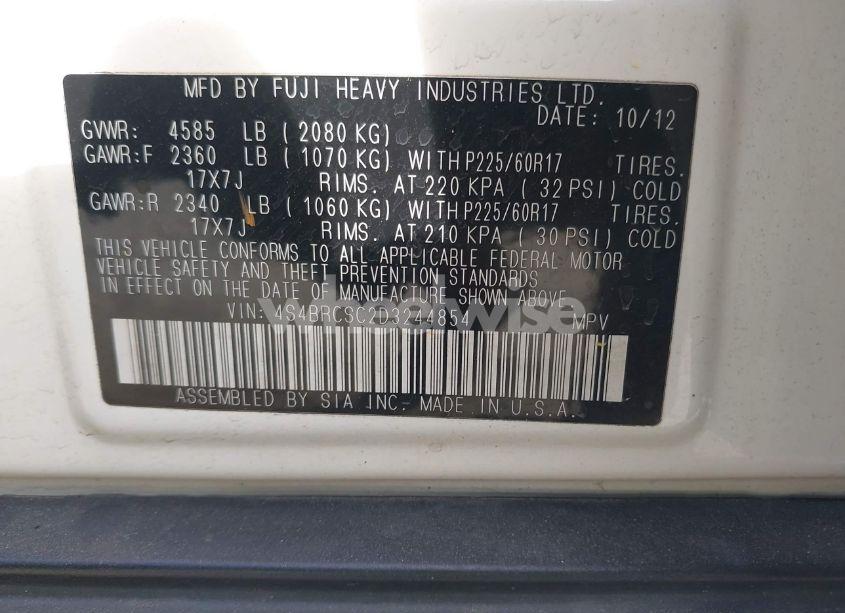 MFD BY FUJI HEAVY INDUSTRIES LTD.
DATE: 10/12
GVWR: 4585 LB ( 2080 KG)
GAWR:F 2360 LB ( 1070 KG) WITH P225/60R17 TIRES.
17X7J RIMS. AT 220 KPA ( 32 PSI) COLD
GAWR:R 2340 LB ( 1060 KG) WITH P225/60R17 TIRES.
17X7J RIMS. AT 210 KPA ( 30 PSI) COLD
THIS VEHICLE CONFORMS TO ALL APPLICABLE FEDERAL MOTOR
VEHICLE SAFETY AND THEFT PREVENTION STANDARDS
IN EFFECT ON THE DATE OF MANUFACTURE SHOWN ABOVE.
VIN: 4S4BRCSC2D3244854 MPV
wheelwise
ASSEMBLED BY SIA INC. MADE IN U.S.A.